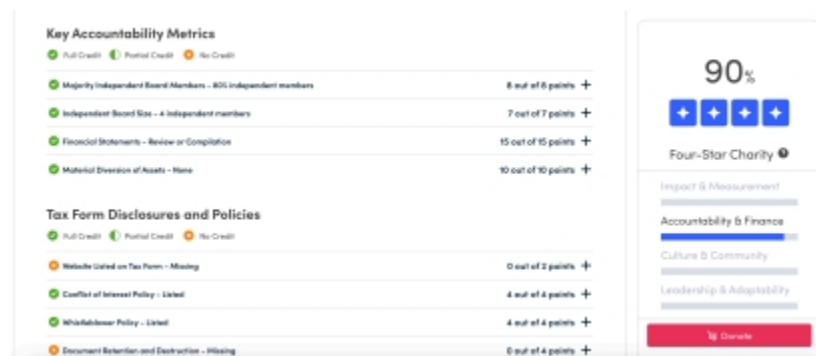 Key Accountability Metrics
Full Credit Partial Credit No Credit
Majority Independent Board Members - 80% independent members 8 out of 8 points +
Independent Board Size - 4 independent members 7 out of 7 points +
Financial Statements - Review or Compilation 15 out of 15 points +
Material Diversion of Assets - None 10 out of 10 points +
Tax Form Disclosures and Policies
Full Credit Partial Credit No Credit
Website Listed on Tax Form - Missing 0 out of 2 points +
Conflict of Interest Policy - Listed 4 out of 4 points +
Whistleblower Policy - Listed 4 out of 4 points +
Document Retention and Destruction - Missing 0 out of 4 points +
90%
Four-Star Charity
Impact & Measurement
Accountability & Finance
Culture & Community
Leadership & Adaptability
Donate